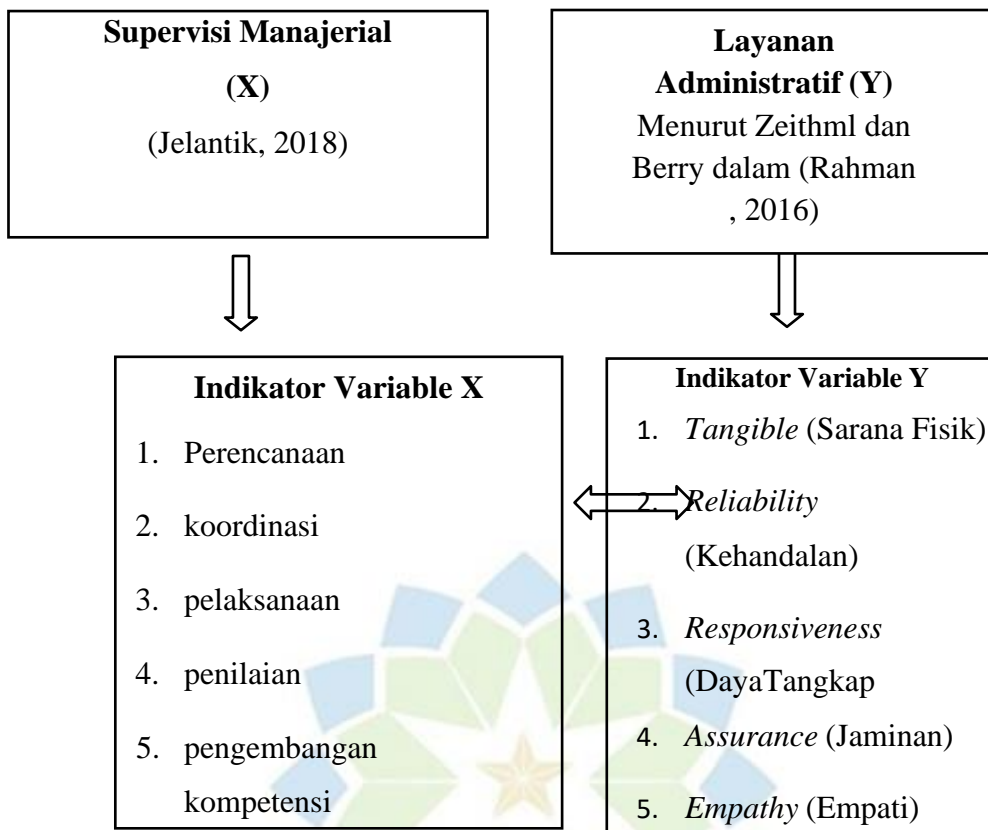 Supervisi Manajerial
(X)
(Jelantik, 2018)
Layanan
Administratif (Y)
Menurut Zeithml dan
Berry dalam (Rahman
, 2016)
Indikator Variable X
1. Perencanaan
2. koordinasi
3. pelaksanaan
4. penilaian
5. pengembangan
kompetensi
Indikator Variable Y
1. Tangible (Sarana Fisik)
2. Reliability
(Kehandalan)
3. Responsiveness
(DayaTangkap
4. Assurance (Jaminan)
5. Empathy (Empati)